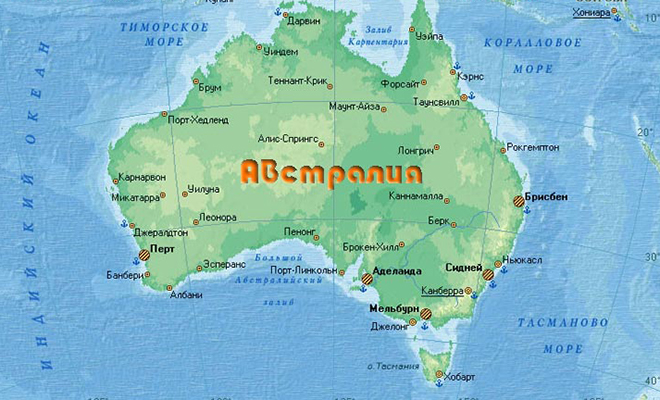 Хониара
10°
Дарвин
ТИМОРСКОЕ
МОРЕ
Залив
Карпентария
Уэйпа
КОРАЛЛОВОЕ
МОРЕ
Уиндем
Кэрнс
Брум
Теннант-Крик
Форсайт
Таунсвилл
Маунт-Айза
20°
Порт-Хедленд
Алис-Спрингс
Лонгрич
Рокгемптон
Австралия
Карнарвон
Микатарра
Уилуна
Каннамалла
Брисбен
Леонора
Берк
Джералдтон
Пенонг
Брокен-Хилл
Перт
Ньюкасл
30°
Большой
Австралийский
залив
Эсперанс
Порт-Линкольн
Аделаида
Сидней
Банбери
Албани
Канберра
Мельбурн
Джелонг
ТАСМАНОВО
МОРЕ
о.Тасмания
Хобарт
40°
ИНДИЙСКИЙ ОКЕАН